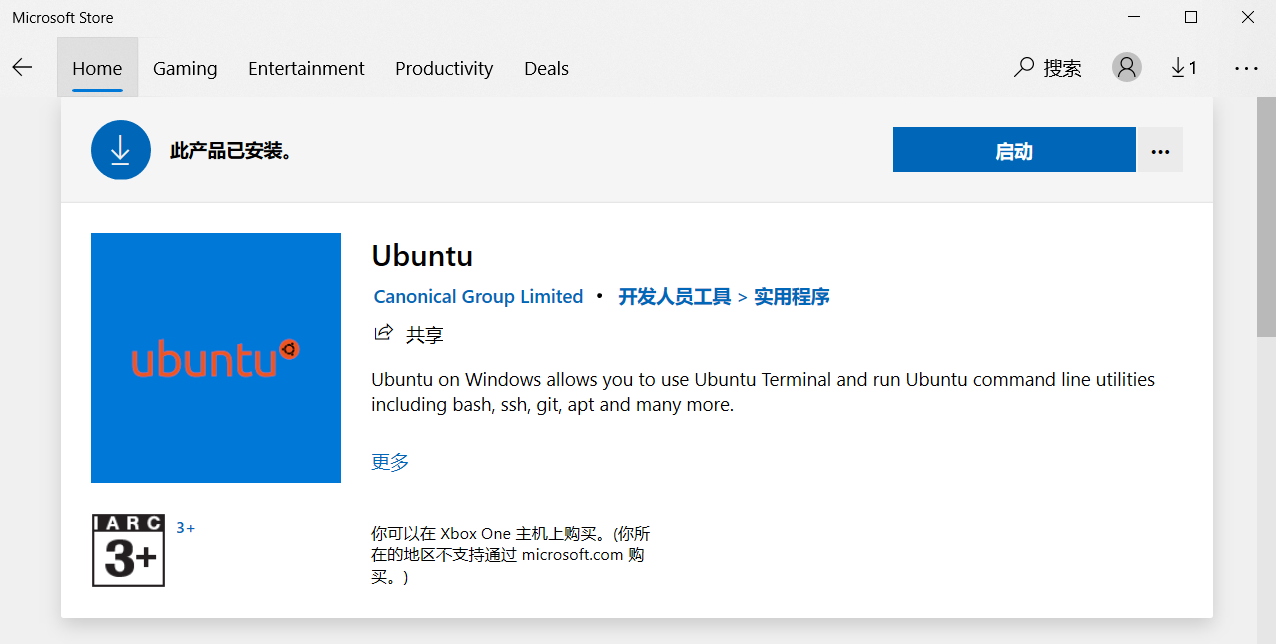 Microsoft Store
Home Gaming Entertainment Productivity Deals 搜索 1
此产品已安装。 启动
Ubuntu
Canonical Group Limited • 开发人员工具 > 实用程序
共享
ubuntu
Ubuntu on Windows allows you to use Ubuntu Terminal and run Ubuntu command line utilities
including bash, ssh, git, apt and many more.
更多
IARC
3+
3+
你可以在 Xbox One 主机上购买。(你所
在的地区不支持通过 microsoft.com 购
买。)